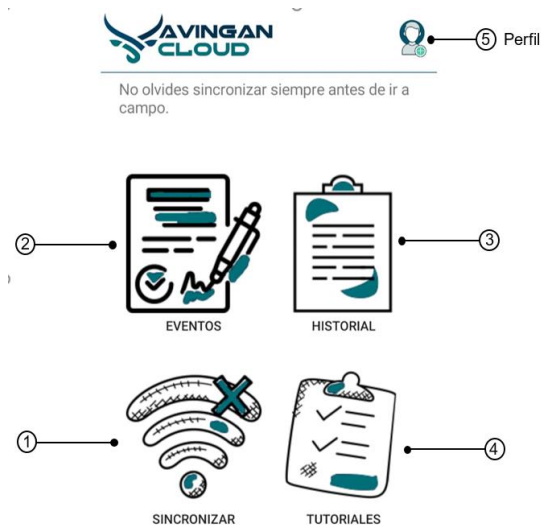 AVINGAN
CLOUD
5 Perfil
No olvides sincronizar siempre antes de ir a
campo.
2
3
EVENTOS
HISTORIAL
1
4
SINCRONIZAR
TUTORIALES